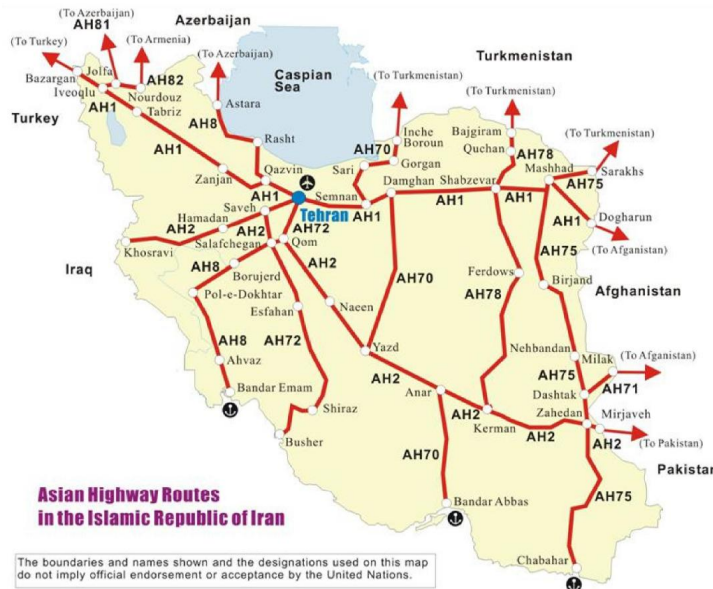 (To Azerbaijan)
AH81
Azerbaijan
(To Turkey)
(To Armenia)
(To Azerbaijan)
Jolfa
AH82
Bazargan
Iveoqlu
Nourdouz
Turkey
AH1
Tabriz
Astara
AH8
Caspian
Sea
Turkmenistan
(To Turkmenistan)
Rasht
AH1
Inche
Boroun
Bajgiram
(To Turkmenistan)
AH70
Quchan
AH78
Zanjan
Qazvin
Sari
Gorgan
Mashhad
Sarakhs
AH75
Damghan
Shabzevar
AH1
Semnan
Saveh
Tehran
AH1
AH1
AH1
AH1
Dogharun
Hamadan
AH2
AH2
AH72
(To Afganistan)
Khosravi
Salafchegan
Qom
AH75
Iraq
AH8
AH2
AH70
Ferdows
Borujerd
AH78
Birjand
Afghanistan
Pol-e-Dokhtar
Esfahan
Naeen
AH72
AH8
Yazd
Nehbandan
Milak
(To Afganistan)
Ahvaz
AH2
AH75
AH71
Bandar Emam
Anar
Dashtak
AH2
Zahedan
Mirjaveh
Shiraz
Kerman
AH2
AH2
(To Pakistan)
Busher
AH70
Pakistan
AH75
Asian Highway Routes
in the Islamic Republic of Iran
Bandar Abbas
Chabahar
The boundaries and names shown and the designations used on this map
do not imply official endorsement or acceptance by the United Nations.